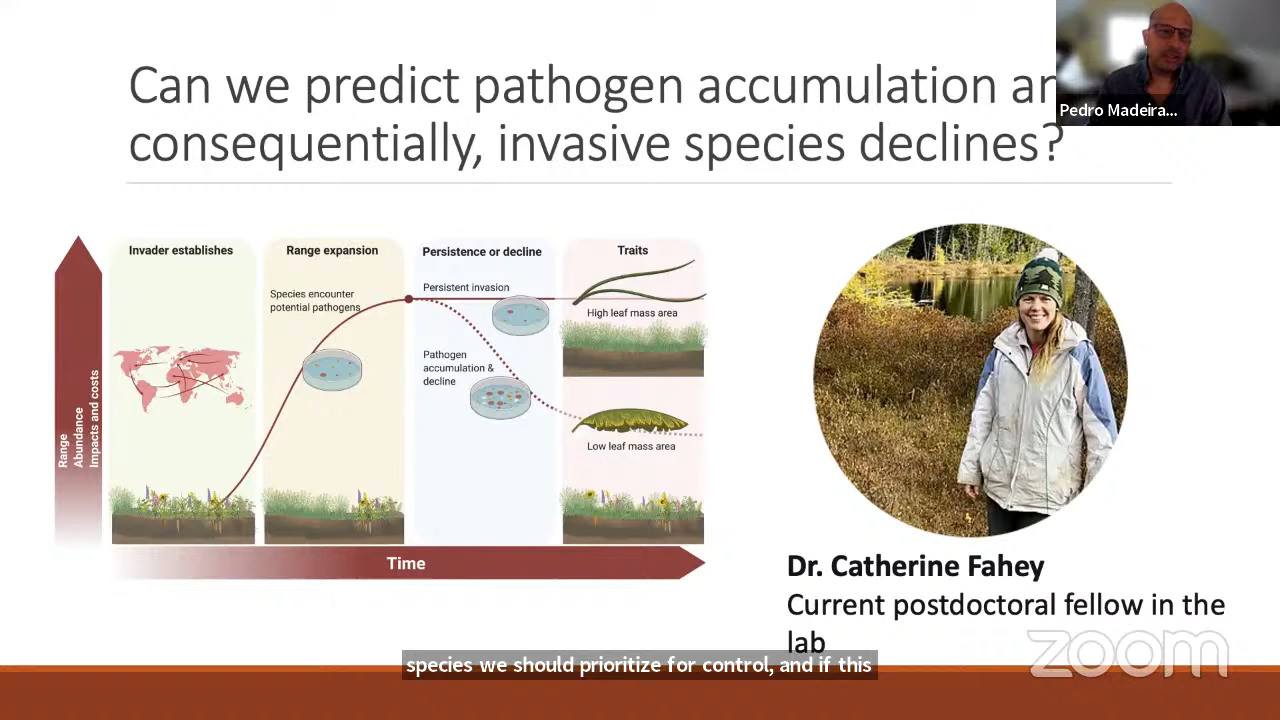 Can we predict pathogen accumulation an
consequentially, invasive species declines?
Pedro Madeira...
Invader establishes
Range expansion
Persistence or decline
Traits
Species encounter
potential pathogens
Persistent invasion
High leaf mass area
Pathogen
accumulation &
decline
Low leaf mass area
Range
Abundance
Impacts and costs
Time
Dr. Catherine Fahey
Current postdoctoral fellow in the
lab
zoom
species we should prioritize for control, and if this